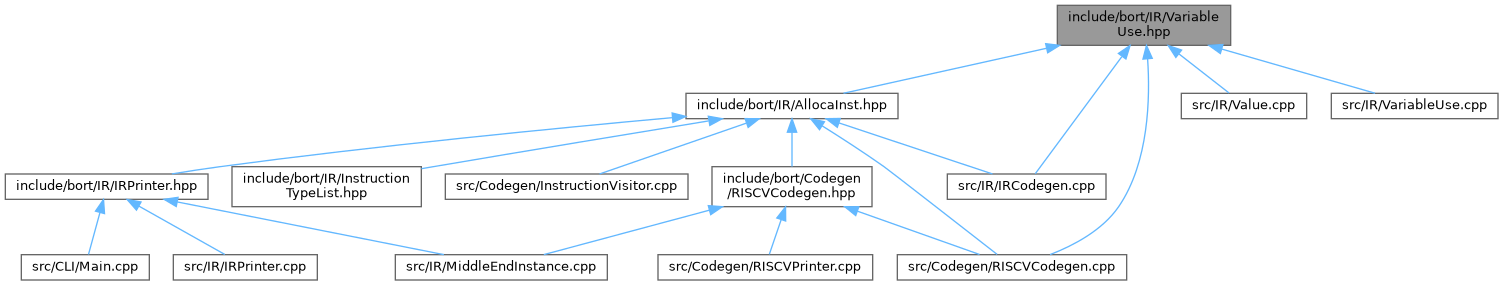 include/bort/IR/Variable
Use.hpp
include/bort/IR/AllocaInst.hpp
src/IR/Value.cpp
src/IR/VariableUse.cpp
include/bort/IR/IRPrinter.hpp
include/bort/IR/Instruction
TypeList.hpp
src/Codegen/InstructionVisitor.cpp
include/bort/Codegen
/RISCVCodegen.hpp
src/IR/IRCodegen.cpp
src/CLI/Main.cpp
src/IR/IRPrinter.cpp
src/IR/MiddleEndInstance.cpp
src/Codegen/RISCVPrinter.cpp
src/Codegen/RISCVCodegen.cpp